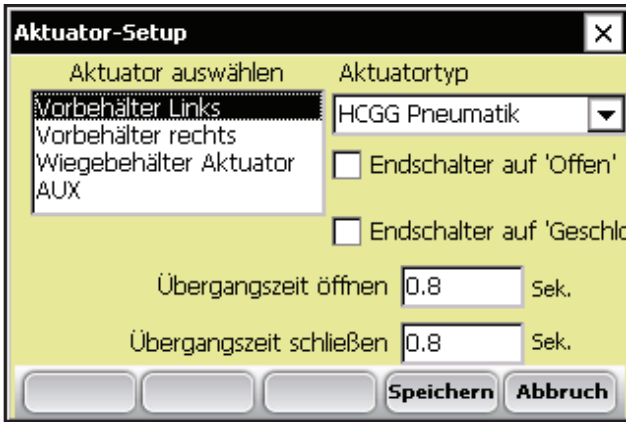 Aktuator-Setup
Aktuator auswählen
Aktuatortyp
Vorbehälter Links
Vorbehälter rechts
Wiegebehälter Aktuator
AUX
HCGG Pneumatik
Endschalter auf 'Offen'
Endschalter auf 'Geschlo
Übergangszeit öffnen 0.8 Sek.
Übergangszeit schließen 0.8 Sek.
Speichern Abbruch